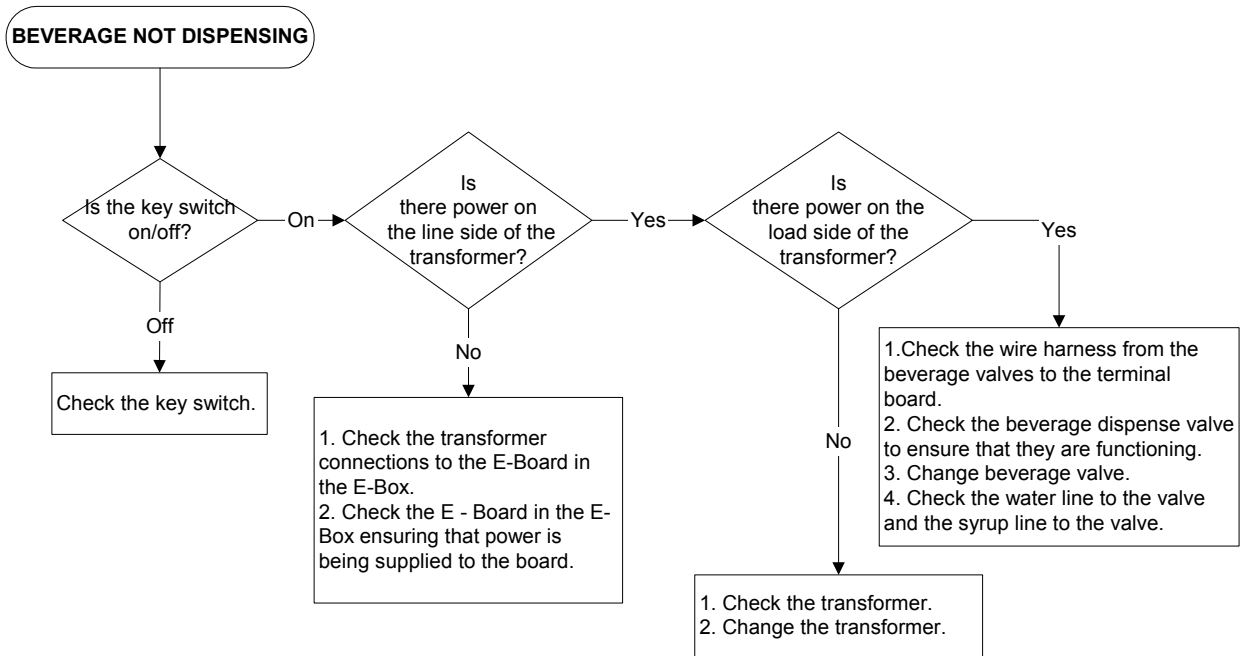 BEVERAGE NOT DISPENSING
Is the key switch
on/off?
On
Off
Check the key switch.
Is
there power on
the line side of the
transformer?
Yes
No
1. Check the transformer
connections to the E-Board in
the E-Box.
2. Check the E - Board in the E-
Box ensuring that power is
being supplied to the board.
Is
there power on the
load side of the
transformer?
Yes
No
1.Check the wire harness from the
beverage valves to the terminal
board.
2. Check the beverage dispense valve
to ensure that they are functioning.
3. Change beverage valve.
4. Check the water line to the valve
and the syrup line to the valve.
1. Check the transformer.
2. Change the transformer.